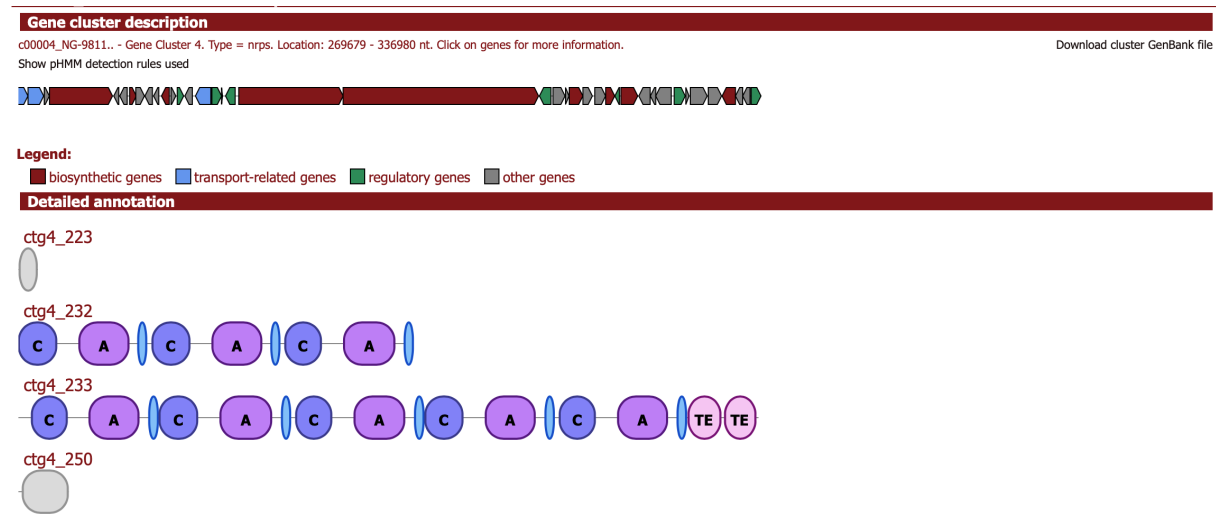 Gene cluster description
c00004_NG-9811.. - Gene Cluster 4. Type = nrps. Location: 269679 - 336980 nt. Click on genes for more information. Download cluster GenBank file
Show pHMM detection rules used
Legend:
biosynthetic genes transport-related genes regulatory genes other genes
Detailed annotation
ctg4_223
ctg4_232
C A C A C A
ctg4_233
C A C A C A C A C A TE TE
ctg4_250